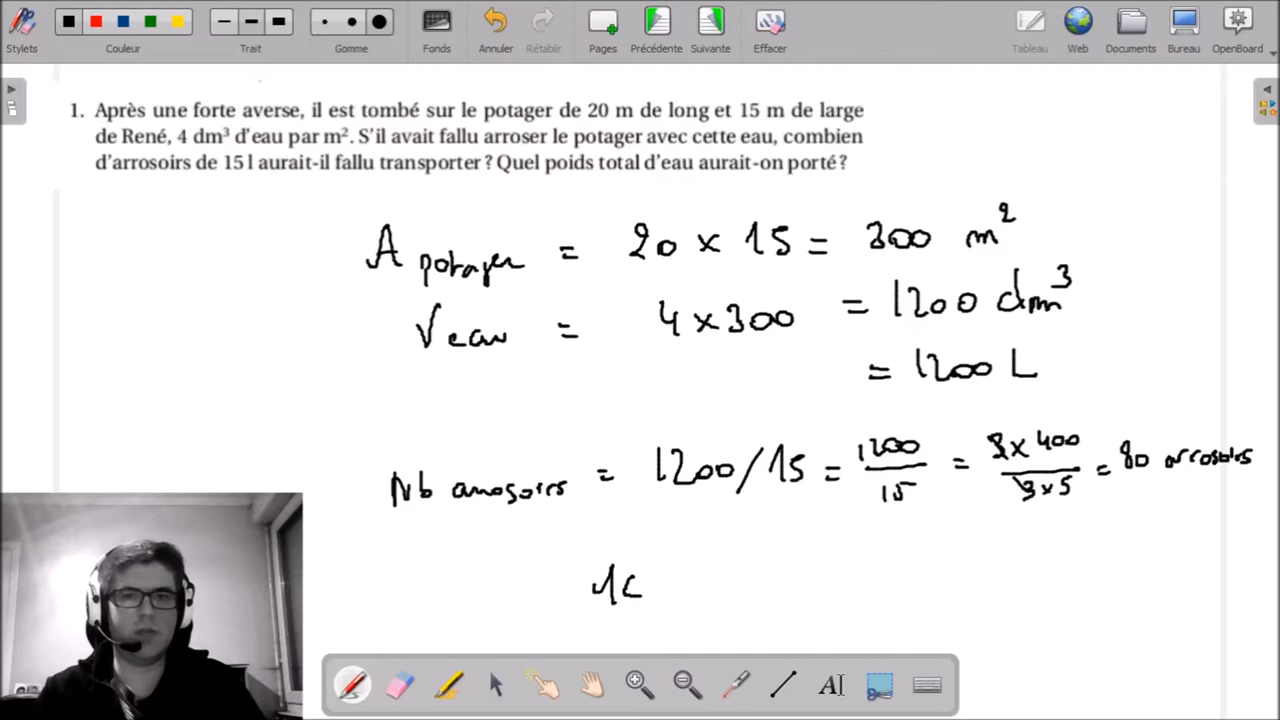 Stylets Couleur Trait Gomme Fonds Annuler Rétablir Pages Précédente Suivante Effacer Tableau Web Documents Bureau OpenBoard
1. Après une forte averse, il est tombé sur le potager de 20 m de long et 15 m de large
de René, 4 dm³ d'eau par m². S'il avait fallu arroser le potager avec cette eau, combien
d'arrosoirs de 15 l aurait-il fallu transporter ? Quel poids total d'eau aurait-on porté ?
A potager = 20 x 15 = 300 m²
V eau = 4 x 300 = 1200 dm³
= 1200 L
Nb arrosoirs = 1200/15 = 1200/15 = 3 x 400/3 x 5 = 80 arrosoirs
AI